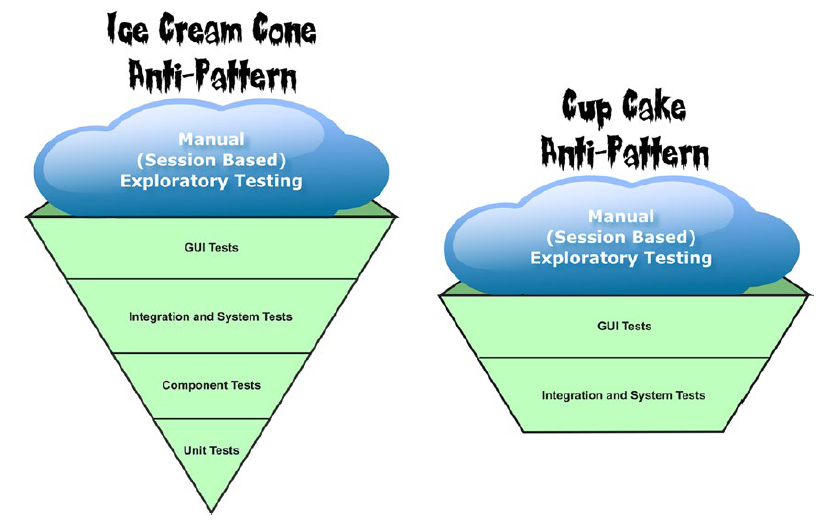 Ice Cream Cone
Anti-Pattern
Manual
(Session Based)
Exploratory Testing
GUI Tests
Integration and System Tests
Component Tests
Unit Tests
Cup Cake
Anti-Pattern
Manual
(Session Based)
Exploratory Testing
GUI Tests
Integration and System Tests